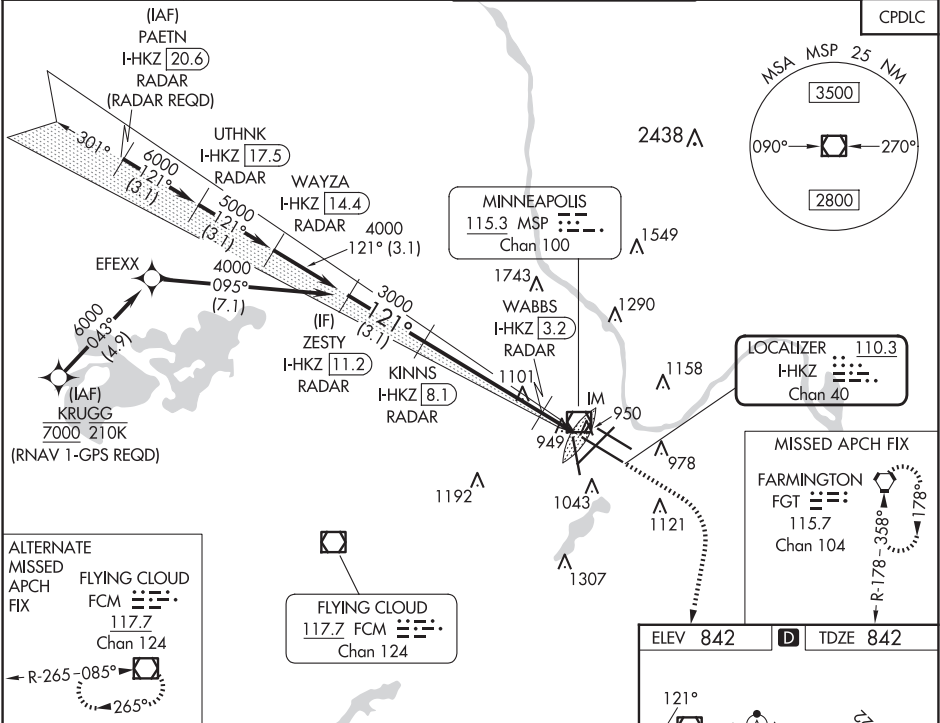 CPDLC
(IAF)
PAETN
I-HKZ 20.6
RADAR
(RADAR REQD)
301°
6000
121°
(3.1)
UTHNK
I-HKZ 17.5
RADAR
5000
121°
(3.1)
WAYZA
I-HKZ 14.4
RADAR
4000
121° (3.1)
MSA MSP 25 NM
3500
090°
270°
2800
2438
MINNEAPOLIS
115.3 MSP
Chan 100
1549
1743
1290
EFEXX
4000
095°
(7.1)
6000
043°
(4.9)
(IAF)
KRUGG
7000 210K
(RNAV 1-GPS REQD)
(IF)
ZESTY
I-HKZ 11.2
RADAR
3000
121°
(3.1)
KINNS
I-HKZ 8.1
RADAR
WABBS
I-HKZ 3.2
RADAR
1101
1158
LOCALIZER 110.3
I-HKZ
Chan 40
IM
950
949
978
1192
1043
1121
1307
MISSED APCH FIX
FARMINGTON
FGT
115.7
Chan 104
178°
R-178
358°
ALTERNATE
MISSED
APCH
FIX
FLYING CLOUD
FCM
117.7
Chan 124
R-265
085°
265°
FLYING CLOUD
117.7 FCM
Chan 124
ELEV 842
D
TDZE 842
121°